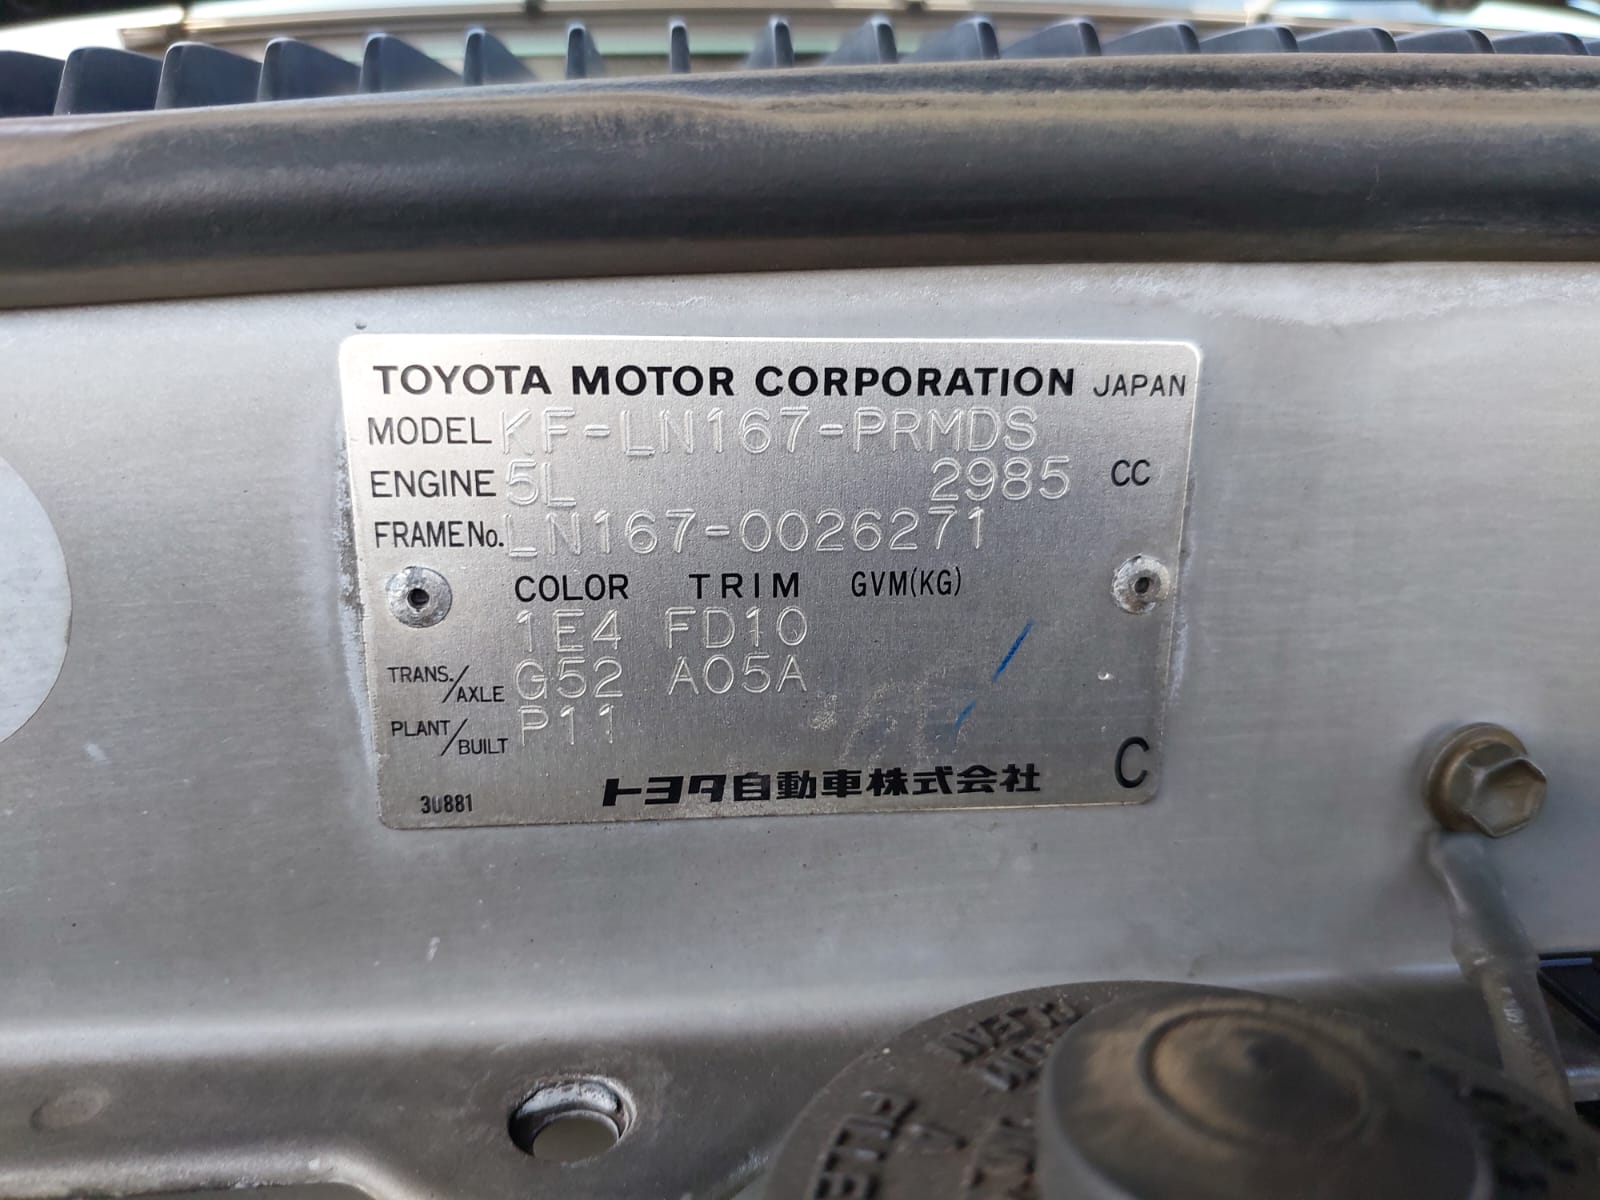 TOYOTA MOTOR CORPORATION JAPAN
MODEL KF-LN167-PRMDS
ENGINE 5L 2985 CC
FRAME No. LN167-0026271
COLOR TRIM GVM(KG)
1E4 FD10
TRANS./AXLE G52 A05A
PLANT/BUILT P11
トヨタ自動車株式会社 C
30881